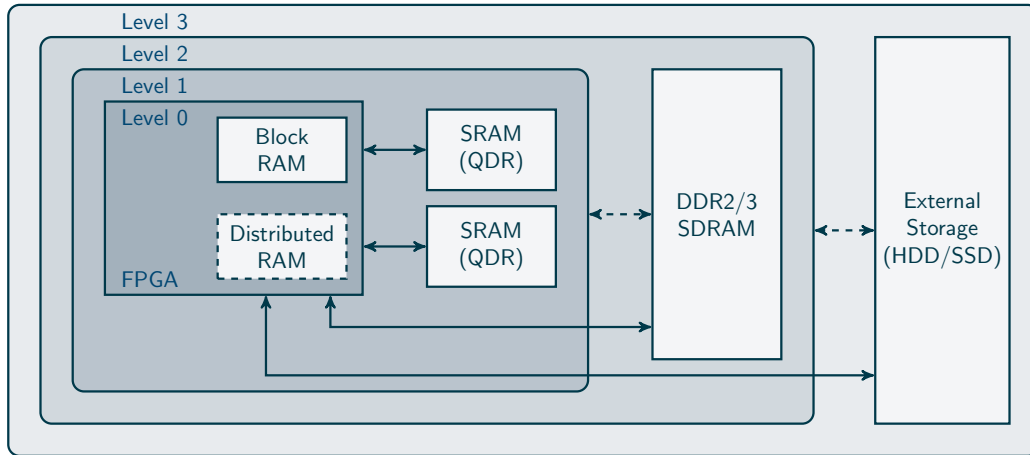 Level 3
Level 2
Level 1
Level 0
Block
RAM
Distributed
RAM
FPGA
SRAM
(QDR)
SRAM
(QDR)
DDR2/3
SDRAM
External
Storage
(HDD/SSD)